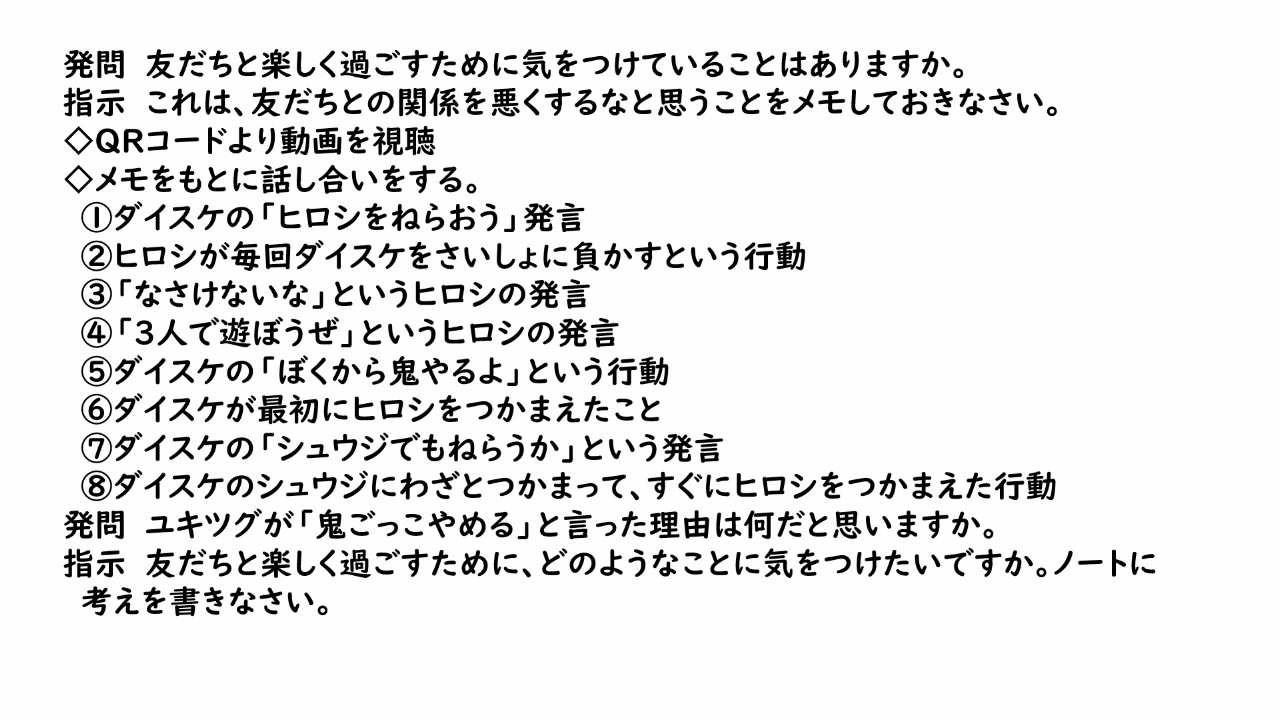 発問　友だちと楽しく過ごすために気をつけていることはありますか。
指示　これは、友だちとの関係を悪くするなと思うことをメモしておきなさい。
◇QRコードより動画を視聴
◇メモをもとに話し合いをする。
①ダイスケの「ヒロシをねらおう」発言
②ヒロシが毎回ダイスケをさいしょに負かすという行動
③「なさけないな」というヒロシの発言
④「3人で遊ぼうぜ」というヒロシの発言
⑤ダイスケの「ぼくから鬼やるよ」という行動
⑥ダイスケが最初にヒロシをつかまえたこと
⑦ダイスケの「シュウジでもねらうか」という発言
⑧ダイスケのシュウジにわざとつかまって、すぐにヒロシをつかまえた行動
発問　ユキツグが「鬼ごっこやめる」と言った理由は何だと思いますか。
指示　友だちと楽しく過ごすために、どのようなことに気をつけたいですか。ノートに
考えを書きなさい。